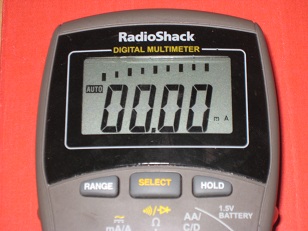 RadioShack
DIGITAL MULTIMETER
AUTO
00.00
m A
RANGE
SELECT
HOLD
mA/A
Ω
AA/
C/D
1.5V
BATTERY